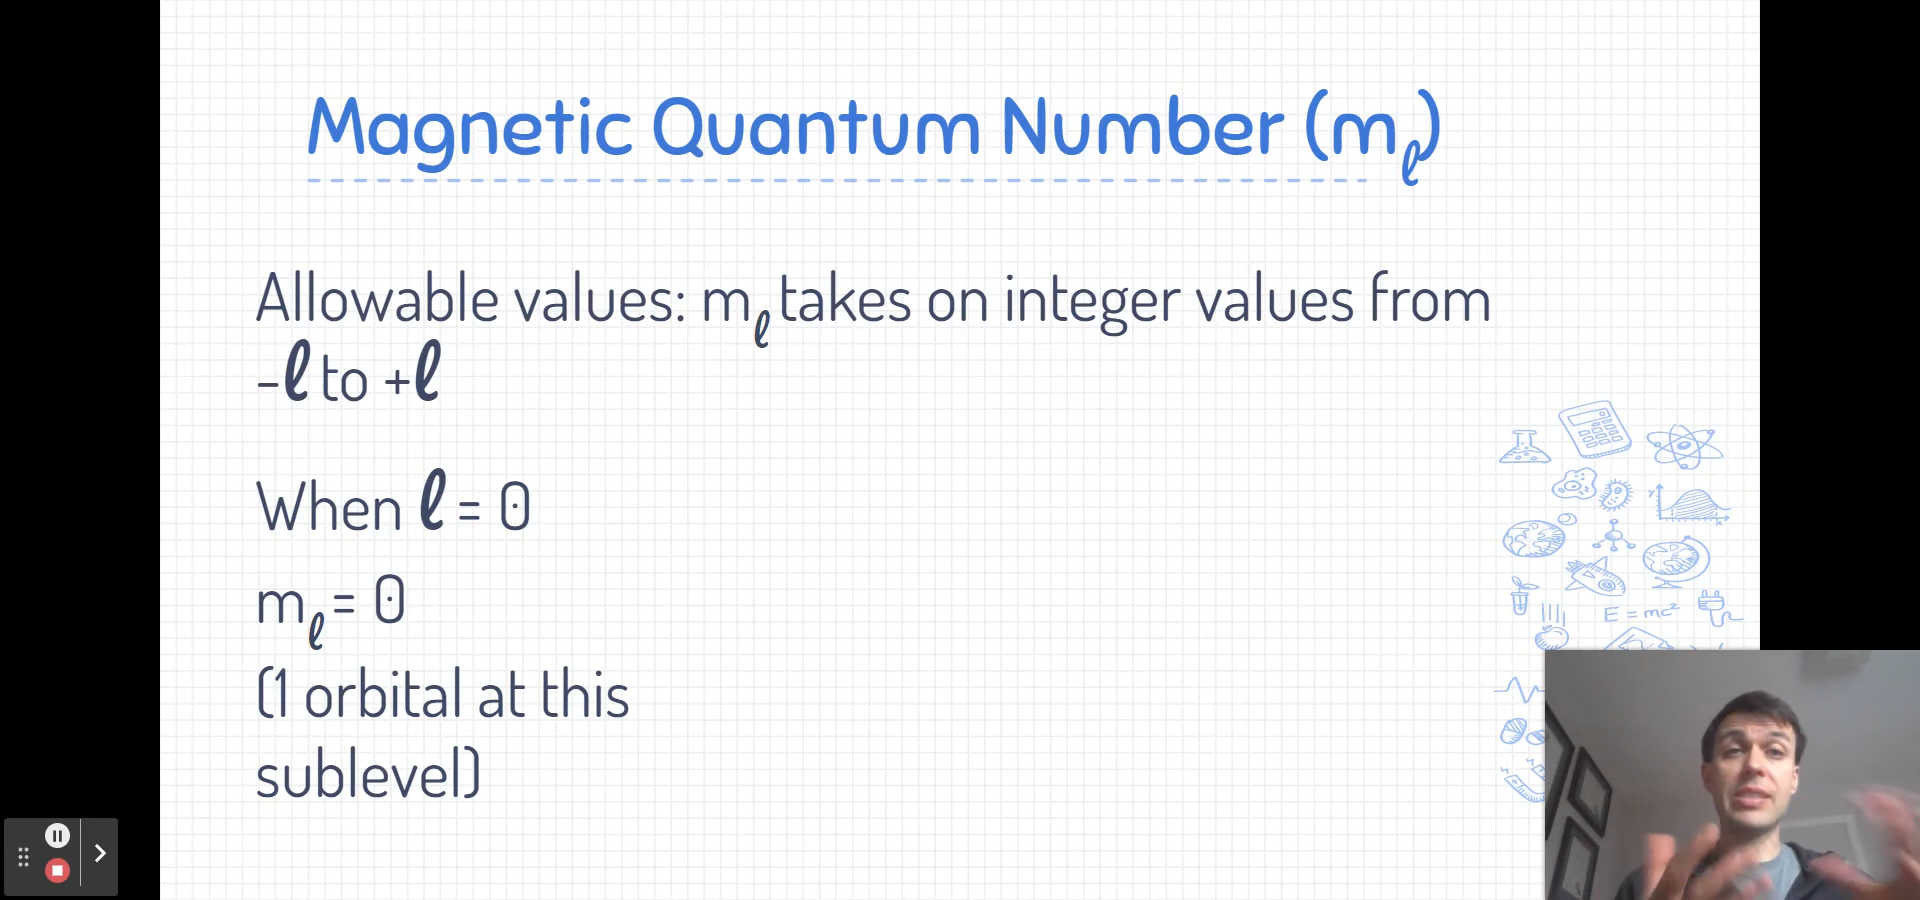 Magnetic Quantum Number (mℓ)
Allowable values: mℓ takes on integer values from
-ℓ to +ℓ
When ℓ = 0
mℓ = 0
(1 orbital at this
sublevel)
E = mc²